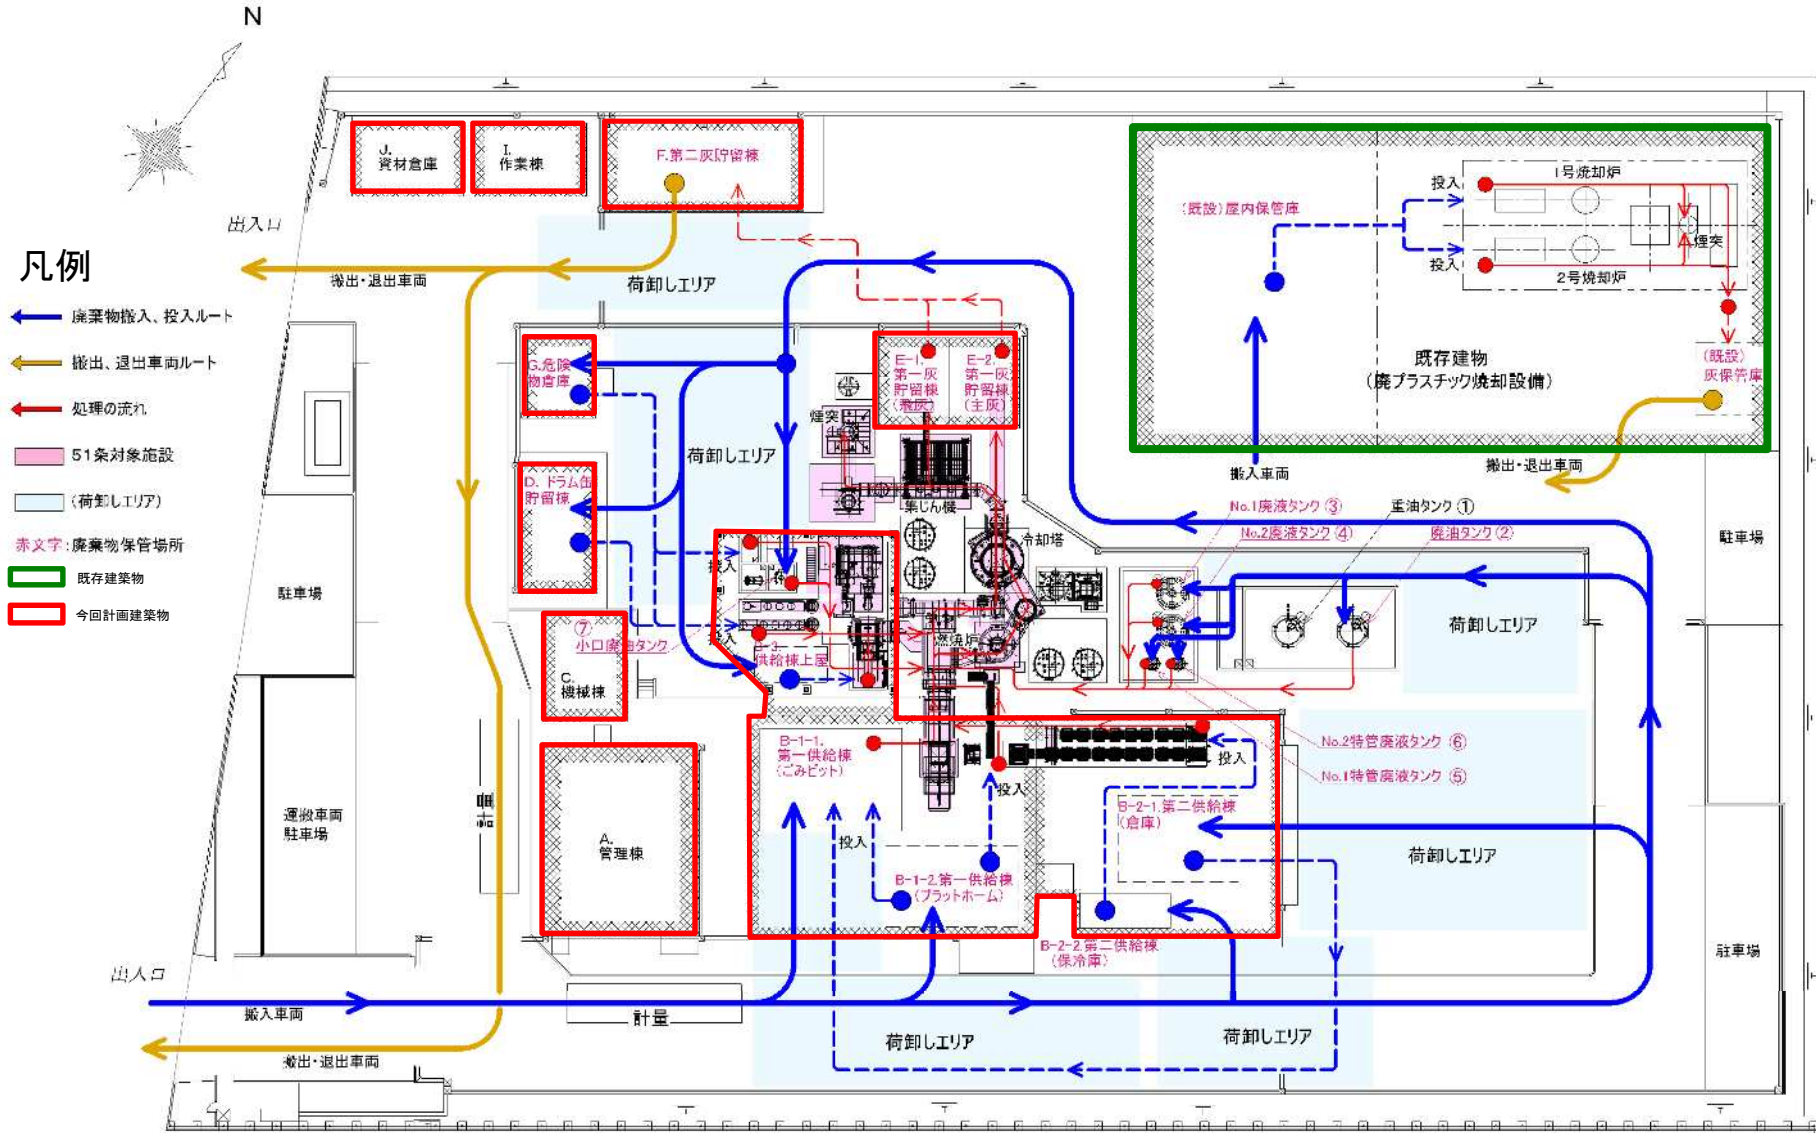 N
J.
資材倉庫
I.
作業棟
F.第二灰貯留棟
出入口
搬出・退出車両
荷卸しエリア
凡例
廃棄物搬入、投入ルート
搬出、退出車両ルート
処理の流れ
51条対象施設
(荷卸しエリア)
赤文字:廃棄物保管場所
既存建築物
今回計画建築物
(既設)屋内保管庫
投入
1号焼却炉
煙突
投入
2号焼却炉
既存建物
(廃プラスチック焼却設備)
(既設)
灰保管庫
搬入車両
搬出・退出車両
G.危険
物倉庫
E-1.
第一灰
貯留棟
(飛灰)
E-2.
第一灰
貯留棟
(主灰)
煙突
荷卸しエリア
D.ドラム缶
貯留棟
集じん機
冷却塔
No.1廃液タンク③
重油タンク①
No.2廃液タンク④
廃油タンク②
駐車場
駐車場
投入
⑦.
小口廃油タンク
投入
B-3.
供給棟上屋
燃焼炉
荷卸しエリア
C.
機械棟
B-1-1.
第一供給棟
(ごみピット)
No.2特管廃液タンク⑥
投入
No.1特管廃液タンク⑤
投入
計量
運搬車両
駐車場
A.
管理棟
投入
B-2-1.第二供給棟
(倉庫)
荷卸しエリア
B-1-2.第一供給棟
(プラットホーム)
B-2-2.第二供給棟
(保冷庫)
駐車場
出入口
搬入車両
計量
荷卸しエリア
荷卸しエリア
搬出・退出車両